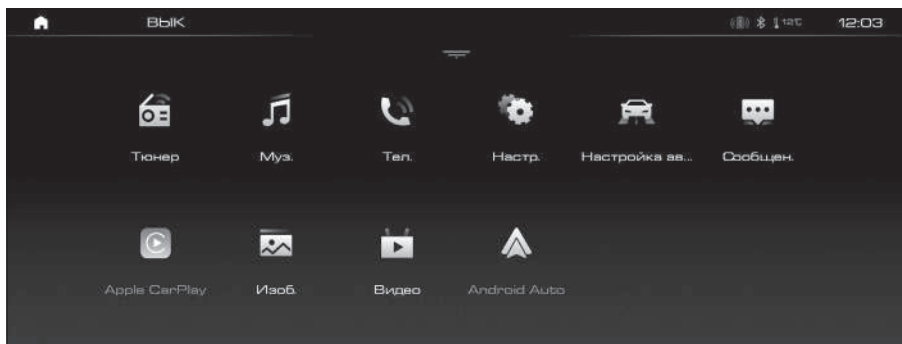 ВЫК 12°C 12:03
Тюнер Муз. Тел. Настр. Настройка ав... Сообщен.
Apple CarPlay Изоб. Видео Android Auto